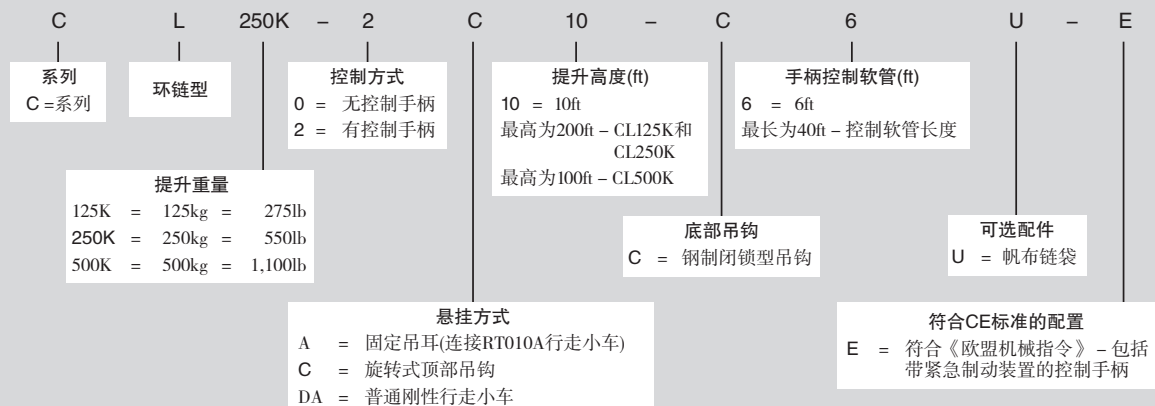 C L 250K – 2 C 10 – C 6 U – E
系列
C =系列
环链型
控制方式
0 = 无控制手柄
2 = 有控制手柄
提升高度(ft)
10 = 10ft
最高为200ft – CL125K和
CL250K
最高为100ft – CL500K
手柄控制软管(ft)
6 = 6ft
最长为40ft – 控制软管长度
提升重量
125K = 125kg = 275lb
250K = 250kg = 550lb
500K = 500kg = 1,100lb
底部吊钩
C = 钢制闭锁型吊钩
可选配件
U = 帆布链袋
悬挂方式
A = 固定吊耳(连接RT010A行走小车)
C = 旋转式顶部吊钩
DA = 普通刚性行走小车
符合CE标准的配置
E = 符合《欧盟机械指令》 – 包括
带紧急制动装置的控制手柄